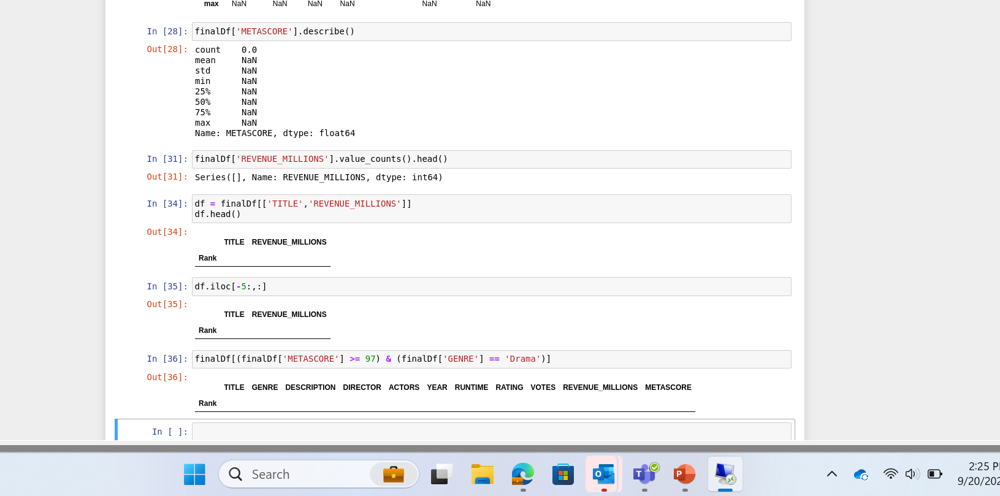 max NaN NaN NaN NaN NaN NaN
In [28]: finalDf['METASCORE'].describe()
Out[28]: count 0.0
mean NaN
std NaN
min NaN
25% NaN
50% NaN
75% NaN
max NaN
Name: METASCORE, dtype: float64
In [31]: finalDf['REVENUE_MILLIONS'].value_counts().head()
Out[31]: Series([], Name: REVENUE_MILLIONS, dtype: int64)
In [34]: df = finalDf[['TITLE','REVENUE_MILLIONS']]
df.head()
Out[34]:
TITLE REVENUE_MILLIONS
Rank
In [35]: df.iloc[-5:,:]
Out[35]:
TITLE REVENUE_MILLIONS
Rank
In [36]: finalDf[(finalDf['METASCORE'] >= 97) & (finalDf['GENRE'] == 'Drama')]
Out[36]:
TITLE GENRE DESCRIPTION DIRECTOR ACTORS YEAR RUNTIME RATING VOTES REVENUE_MILLIONS METASCORE
Rank
In [ ]:
Search
2:25 P
9/20/202